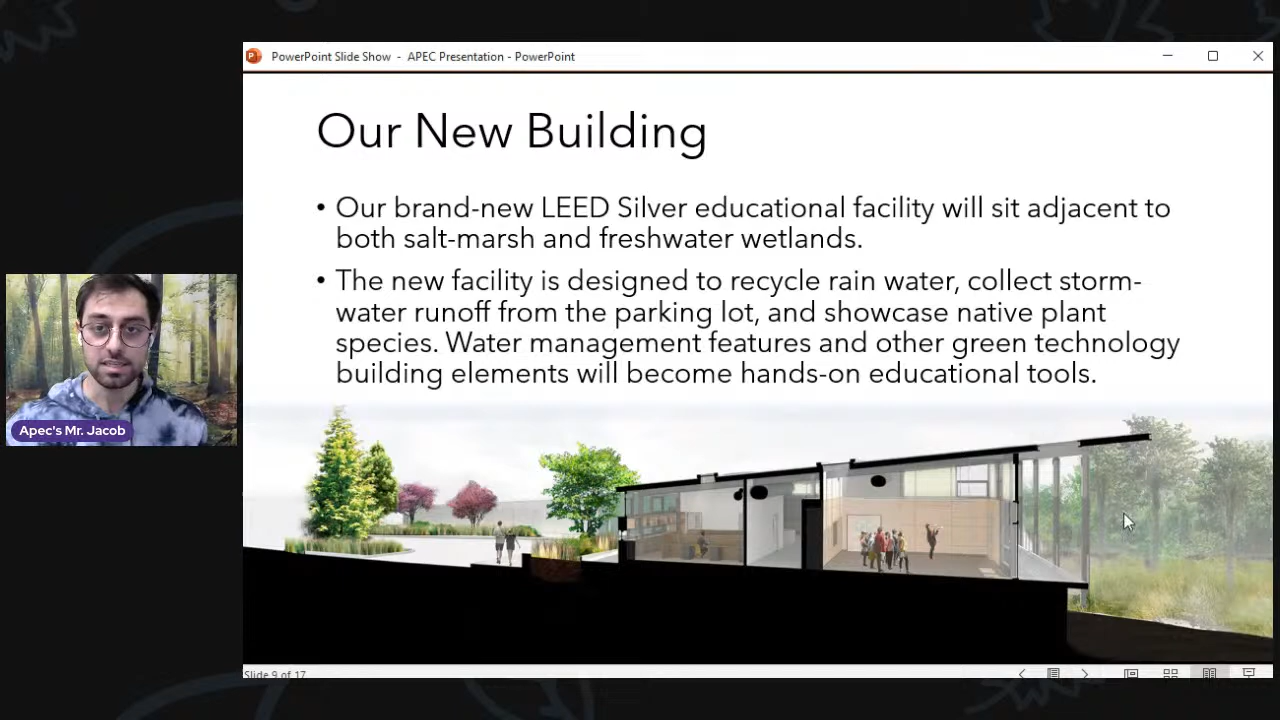 PowerPoint Slide Show - APEC Presentation - PowerPoint
Our New Building
• Our brand-new LEED Silver educational facility will sit adjacent to
both salt-marsh and freshwater wetlands.
• The new facility is designed to recycle rain water, collect storm-
water runoff from the parking lot, and showcase native plant
species. Water management features and other green technology
building elements will become hands-on educational tools.
Apec's Mr. Jacob
Slide 9 of 17